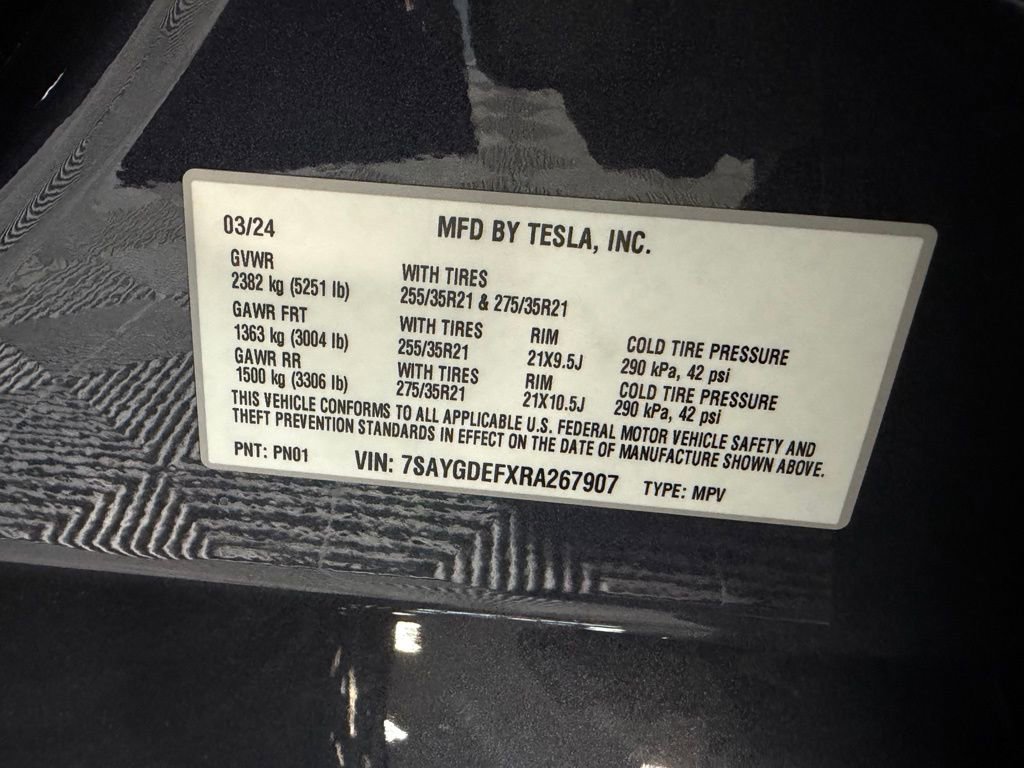 03/24 MFD BY TESLA, INC.
GVWR WITH TIRES
2382 kg (5251 lb) 255/35R21 & 275/35R21
GAWR FRT WITH TIRES RIM COLD TIRE PRESSURE
1363 kg (3004 lb) 255/35R21 21X9.5J 290 kPa, 42 psi
GAWR RR WITH TIRES RIM COLD TIRE PRESSURE
1500 kg (3306 lb) 275/35R21 21X10.5J 290 kPa, 42 psi
THIS VEHICLE CONFORMS TO ALL APPLICABLE U.S. FEDERAL MOTOR VEHICLE SAFETY AND
THEFT PREVENTION STANDARDS IN EFFECT ON THE DATE OF MANUFACTURE SHOWN ABOVE.
PNT: PN01 VIN: 7SAYGDEFXRA267907 TYPE: MPV